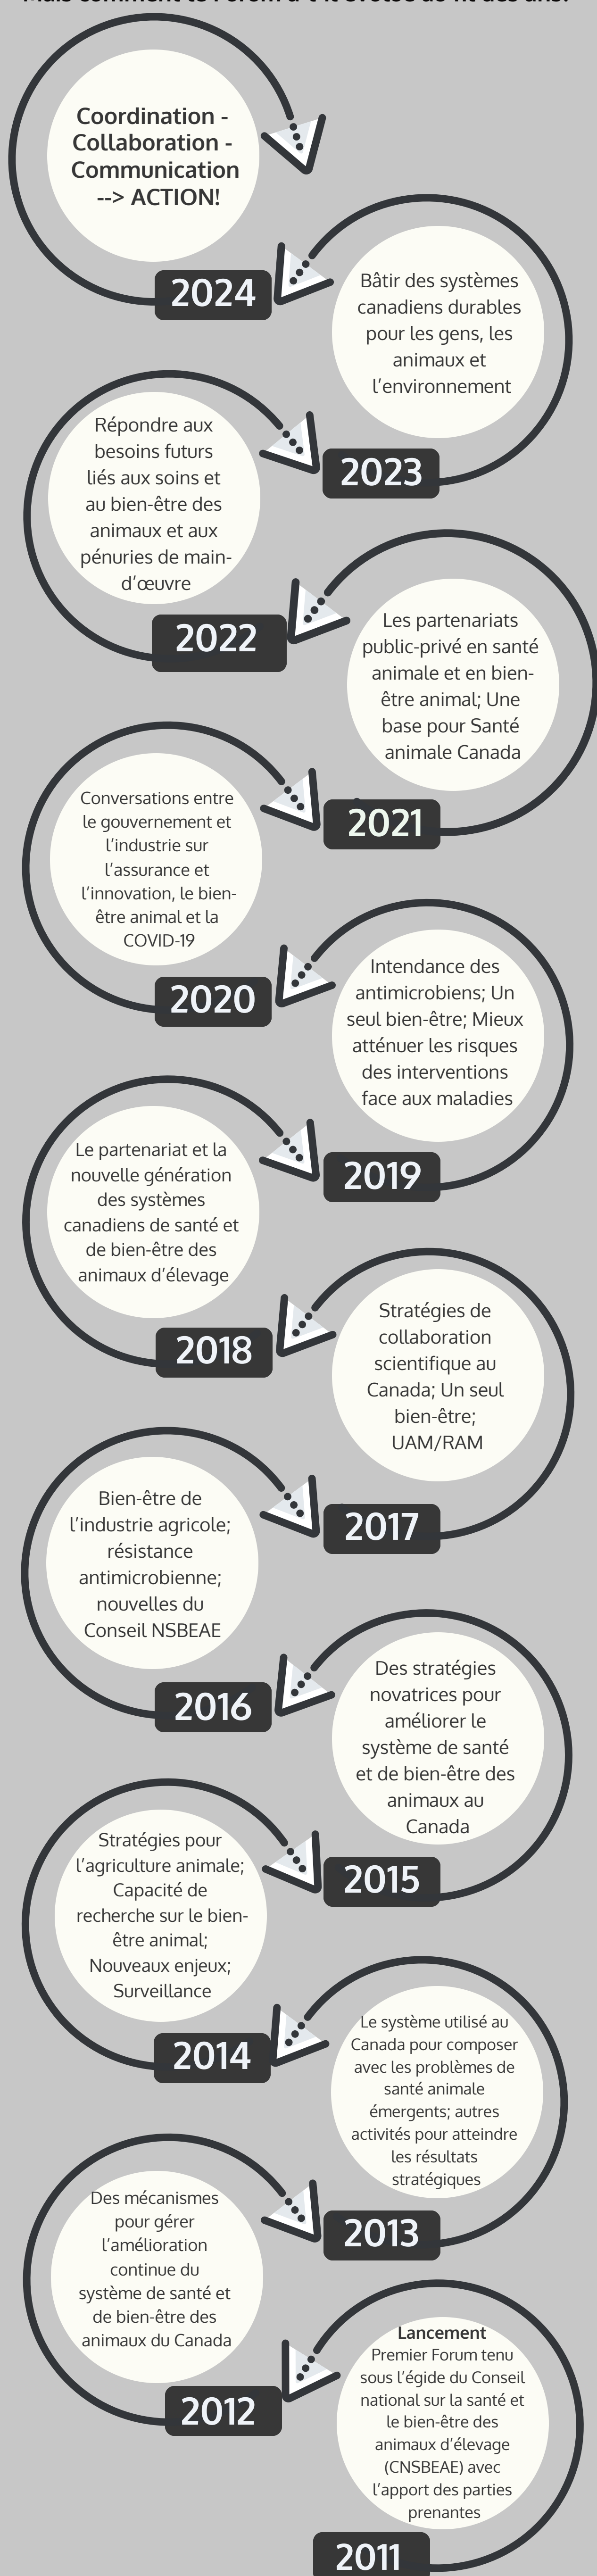 Mais comment le Forum a-t-il évolué au fil des ans?
Coordination -
Collaboration -
Communication
--> ACTION!
2024
Bâtir des systèmes
canadiens durables
pour les gens, les
animaux et
l’environnement
2023
Répondre aux
besoins futurs
liés aux soins et
au bien-être des
animaux et aux
pénuries de main-
d’œuvre
2022
Les partenariats
public-privé en santé
animale et en bien-
être animal; Une
base pour Santé
animale Canada
2021
Conversations entre
le gouvernement et
l’industrie sur
l’assurance et
l’innovation, le bien-
être animal et la
COVID-19
2020
Intendance des
antimicrobiens; Un
seul bien-être; Mieux
atténuer les risques
des interventions
face aux maladies
2019
Le partenariat et la
nouvelle génération
des systèmes
canadiens de santé et
de bien-être des
animaux d’élevage
2018
Stratégies de
collaboration
scientifique au
Canada; Un seul
bien-être;
UAM/RAM
2017
Bien-être de
l’industrie agricole;
résistance
antimicrobienne;
nouvelles du
Conseil NSBEAE
2016
Des stratégies
novatrices pour
améliorer le
système de santé
et de bien-être des
animaux au
Canada
2015
Stratégies pour
l’agriculture animale;
Capacité de
recherche sur le bien-
être animal;
Nouveaux enjeux;
Surveillance
2014
Le système utilisé au
Canada pour composer
avec les problèmes de
santé animale
émergents; autres
activités pour atteindre
les résultats
stratégiques
2013
Des mécanismes
pour gérer
l’amélioration
continue du
système de santé et
de bien-être des
animaux du Canada
2012
Lancement
Premier Forum tenu
sous l’égide du Conseil
national sur la santé et
le bien-être des
animaux d’élevage
(CNSBEAE) avec
l’apport des parties
prenantes
2011